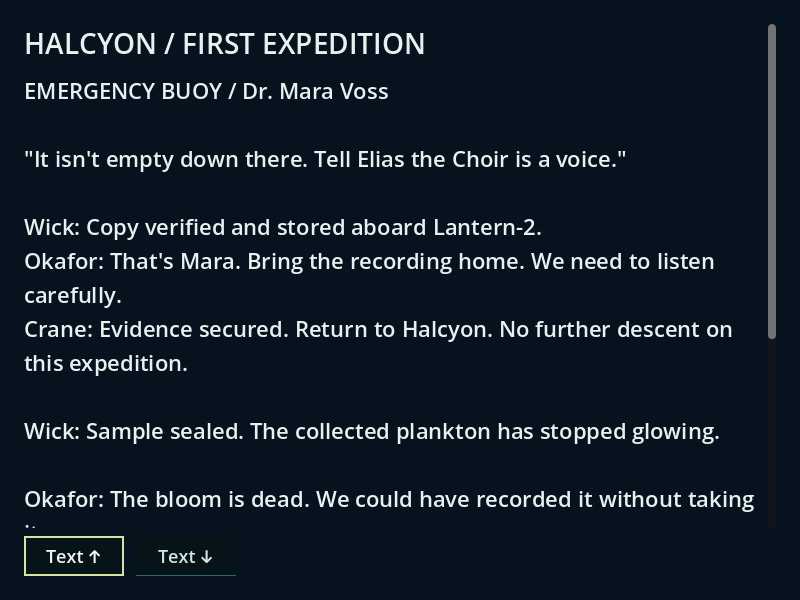 HALCYON / FIRST EXPEDITION
EMERGENCY BUOY / Dr. Mara Voss
"It isn't empty down there. Tell Elias the Choir is a voice."
Wick: Copy verified and stored aboard Lantern-2.
Okafor: That's Mara. Bring the recording home. We need to listen
carefully.
Crane: Evidence secured. Return to Halcyon. No further descent on
this expedition.
Wick: Sample sealed. The collected plankton has stopped glowing.
Okafor: The bloom is dead. We could have recorded it without taking
Text ↑
Text ↓